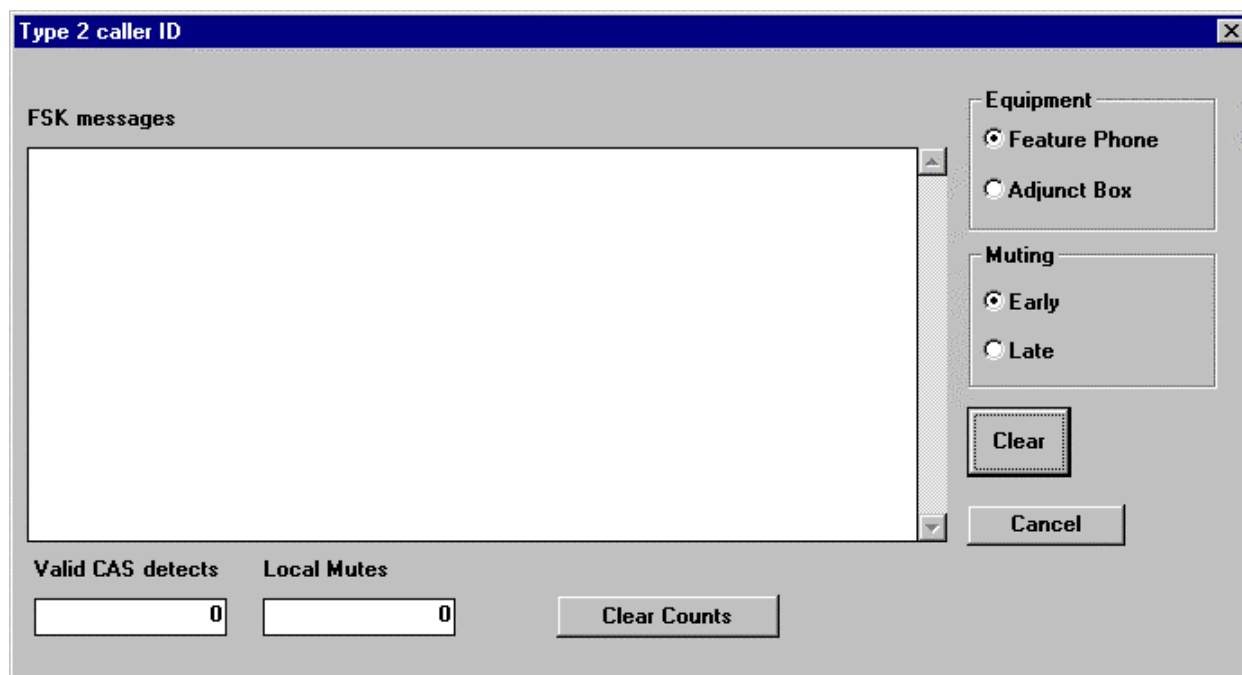 Type 2 caller ID
FSK messages
Equipment
Feature Phone
Adjunct Box
Muting
Early
Late
Clear
Cancel
Valid CAS detects
Local Mutes
0
0
Clear Counts